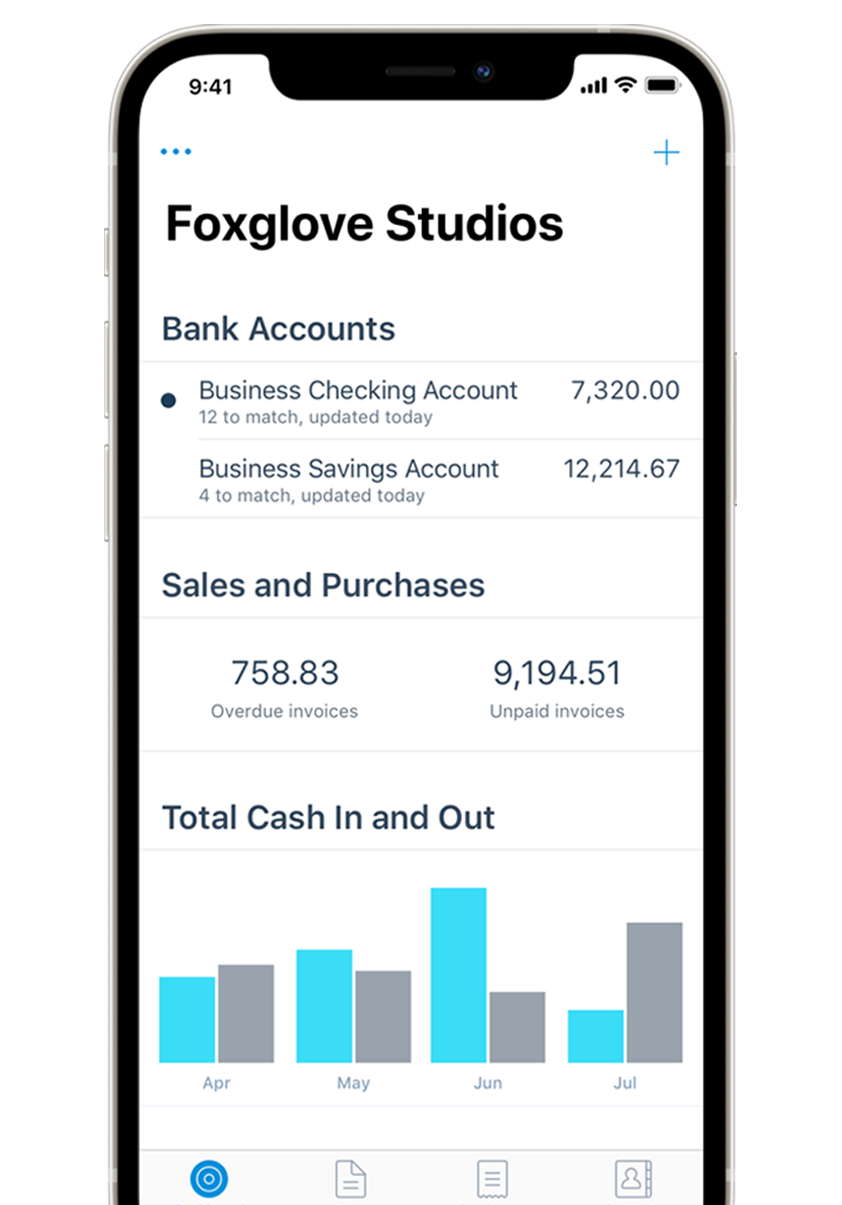 9:41
Foxglove Studios
Bank Accounts
Business Checking Account 7,320.00
12 to match, updated today
Business Savings Account 12,214.67
4 to match, updated today
Sales and Purchases
758.83 9,194.51
Overdue invoices Unpaid invoices
Total Cash In and Out
Apr May Jun Jul